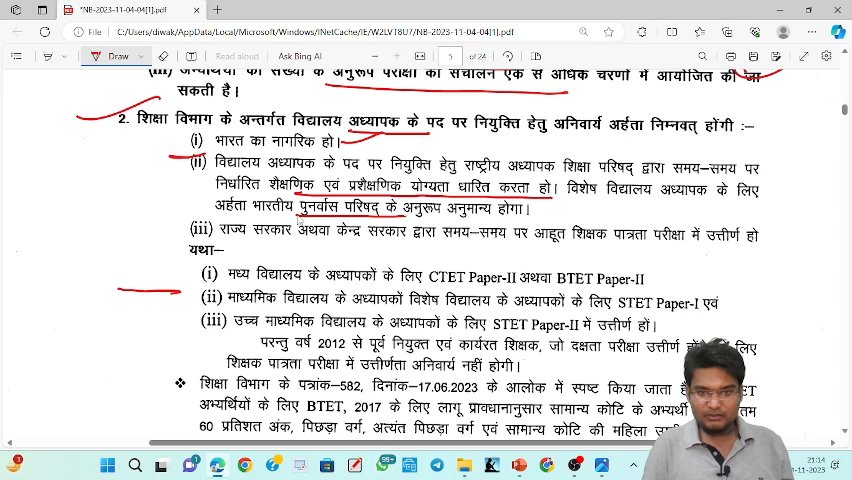 *NB-2023-11-04-04[1].pdf
File
C:/Users/diwak/AppData/Local/Microsoft/Windows/INetCache/IE/W2LVT8U7/NB-2023-11-04-04[1].pdf
Draw
Read aloud
Ask Bing AI
5
of 24
(iii) अभ्यर्थियों की संख्या के अनुरूप परीक्षा का संचालन एक से अधिक चरणों में आयोजित की जा
सकती है।
2. शिक्षा विभाग के अन्तर्गत विद्यालय अध्यापक के पद पर नियुक्ति हेतु अनिवार्य अर्हता निम्नवत् होंगी :-
(i) भारत का नागरिक हो।
(ii) विद्यालय अध्यापक के पद पर नियुक्ति हेतु राष्ट्रीय अध्यापक शिक्षा परिषद् द्वारा समय-समय पर
निर्धारित शैक्षणिक एवं प्रशैक्षणिक योग्यता धारित करता हो। विशेष विद्यालय अध्यापक के लिए
अर्हता भारतीय पुनर्वास परिषद् के अनुरूप अनुमान्य होगा।
(iii) राज्य सरकार अथवा केन्द्र सरकार द्वारा समय-समय पर आहूत शिक्षक पात्रता परीक्षा में उत्तीर्ण हो
यथा-
(i) मध्य विद्यालय के अध्यापकों के लिए CTET Paper-II अथवा BTET Paper-II
(ii) माध्यमिक विद्यालय के अध्यापकों विशेष विद्यालय के अध्यापकों के लिए STET Paper-I एवं
(iii) उच्च माध्यमिक विद्यालय के अध्यापकों के लिए STET Paper-II में उत्तीर्ण हों।
परन्तु वर्ष 2012 से पूर्व नियुक्त एवं कार्यरत शिक्षक, जो दक्षता परीक्षा उत्तीर्ण हों लिए
शिक्षक पात्रता परीक्षा में उत्तीर्णता अनिवार्य नहीं होगी।
❖ शिक्षा विभाग के पत्रांक-582, दिनांक-17.06.2023 के आलोक में स्पष्ट किया जाता ET
अभ्यर्थियों के लिए BTET, 2017 के लिए लागू प्रावधानानुसार सामान्य कोटि के अभ्यर्थी तम
60 प्रतिशत अंक, पिछड़ा वर्ग, अत्यंत पिछड़ा वर्ग एवं सामान्य कोटि की महिला
99+
21:14
-11-2023